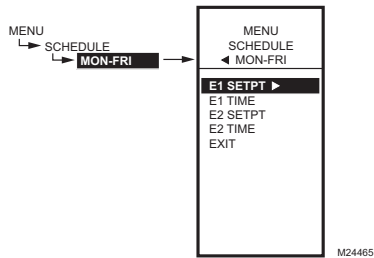 MENU
SCHEDULE
MON-FRI
MENU
SCHEDULE
◄ MON-FRI
E1 SETPT ►
E1 TIME
E2 SETPT
E2 TIME
EXIT
M24465